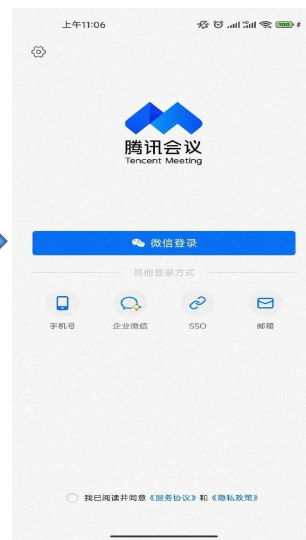 上午11:06
100
腾讯会议
Tencent Meeting
微信登录
其他登录方式
手机号 企业微信 SSO 邮箱
我已阅读并同意《服务协议》和《隐私政策》